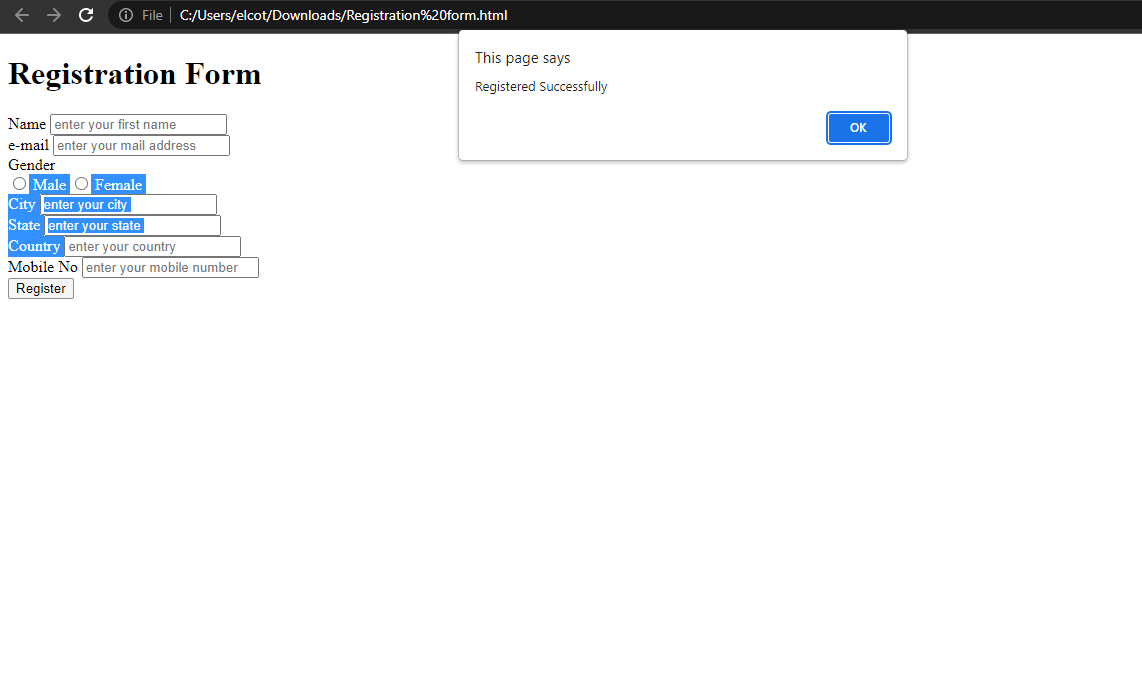 File C:/Users/elcot/Downloads/Registration%20form.html
This page says
Registered Successfully
OK
Registration Form
Name enter your first name
e-mail enter your mail address
Gender
Male Female
City enter your city
State enter your state
Country enter your country
Mobile No enter your mobile number
Register